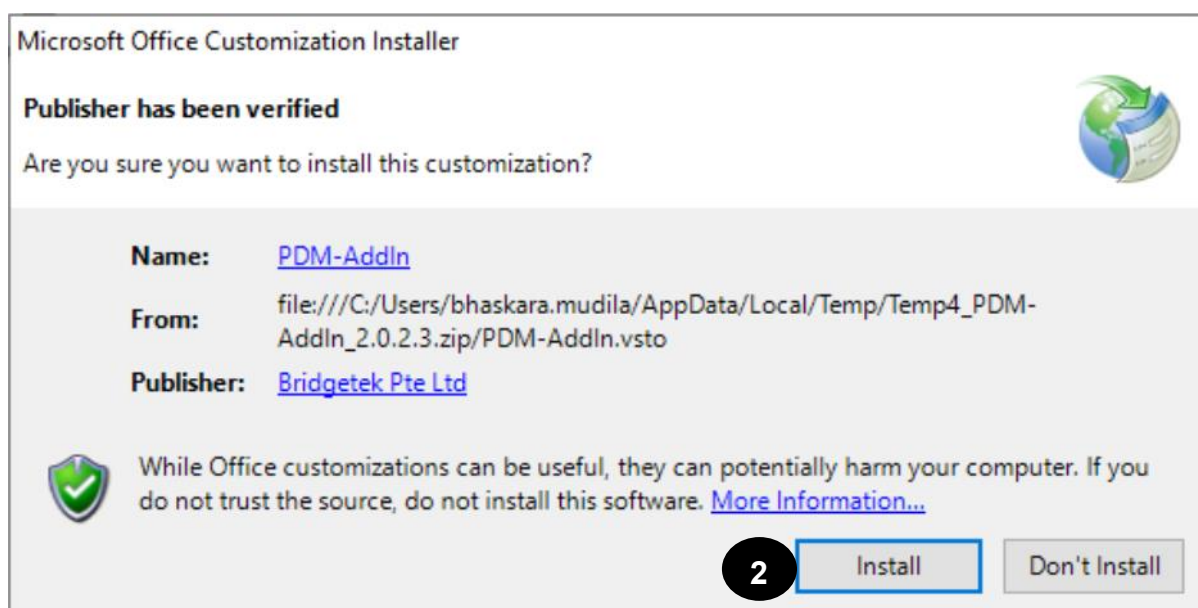 Microsoft Office Customization Installer
Publisher has been verified
Are you sure you want to install this customization?
Name: PDM-AddIn
From: file:///C:/Users/bhaskara.mudila/AppData/Local/Temp/Temp4_PDM-
AddIn_2.0.2.3.zip/PDM-AddIn.vsto
Publisher: Bridgetek Pte Ltd
While Office customizations can be useful, they can potentially harm your computer. If you
do not trust the source, do not install this software. More Information...
2 Install Don't Install